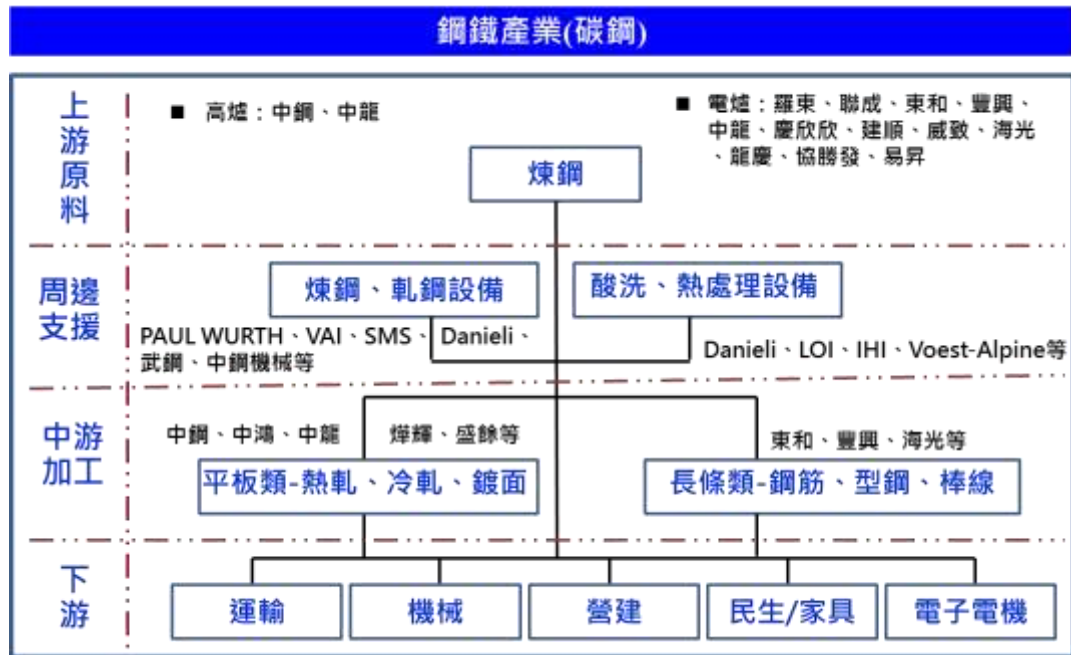 鋼鐵產業(碳鋼)
上游原料
■ 高爐：中鋼、中龍
■ 電爐：羅東、聯成、東和、豐興、
中龍、慶欣欣、建順、威致、海光
、龍慶、協勝發、易昇
煉鋼
周邊支援
煉鋼、軋鋼設備
酸洗、熱處理設備
PAUL WURTH、VAI、SMS、Danieli、
武鋼、中鋼機械等
Danieli、LOI、IHI、Voest-Alpine等
中游加工
中鋼、中鴻、中龍
燁輝、盛餘等
東和、豐興、海光等
平板類-熱軋、冷軋、鍍面
長條類-鋼筋、型鋼、棒線
下游
運輸
機械
營建
民生/家具
電子電機